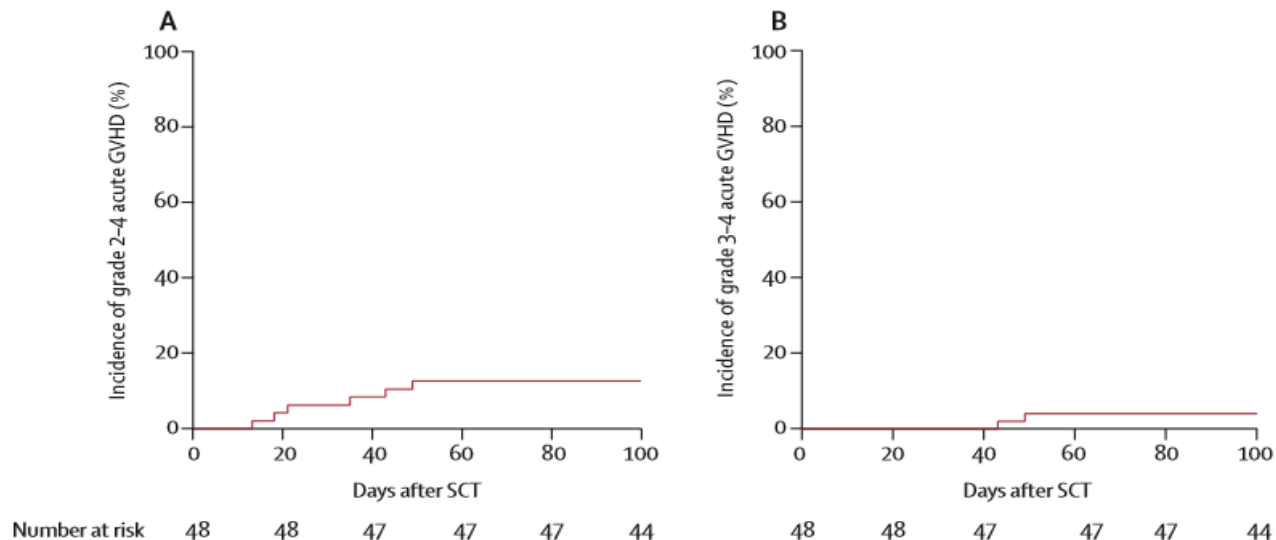 A
Incidence of grade 2–4 acute GVHD (%)
100
80
60
40
20
0
0 20 40 60 80 100
Days after SCT
B
Incidence of grade 3–4 acute GVHD (%)
100
80
60
40
20
0
0 20 40 60 80 100
Days after SCT
Number at risk 48 48 47 47 47 44 48 48 47 47 47 44